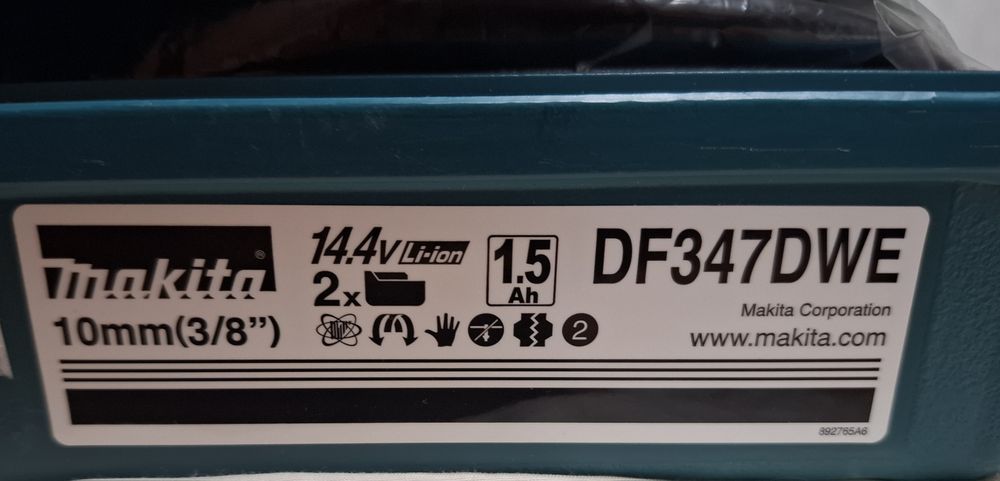 makita®
10mm(3/8”)
14.4V Li-ion
2x
1.5
Ah
2
DF347DWE
Makita Corporation
www.makita.com
892765A6